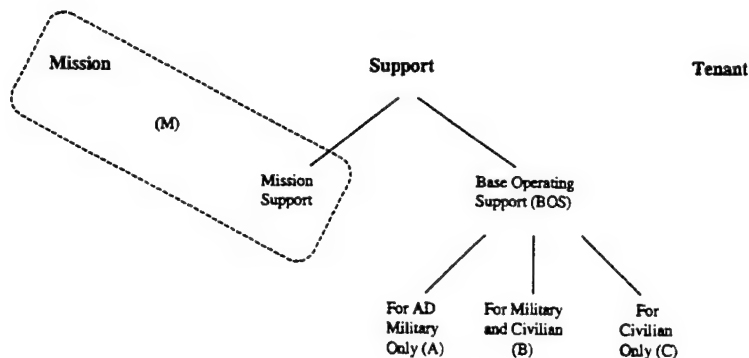 Mission
Support
Tenant
(M)
Mission
Support
Base Operating
Support (BOS)
For AD
Military
Only (A)
For Military
and Civilian
(B)
For
Civilian
Only (C)